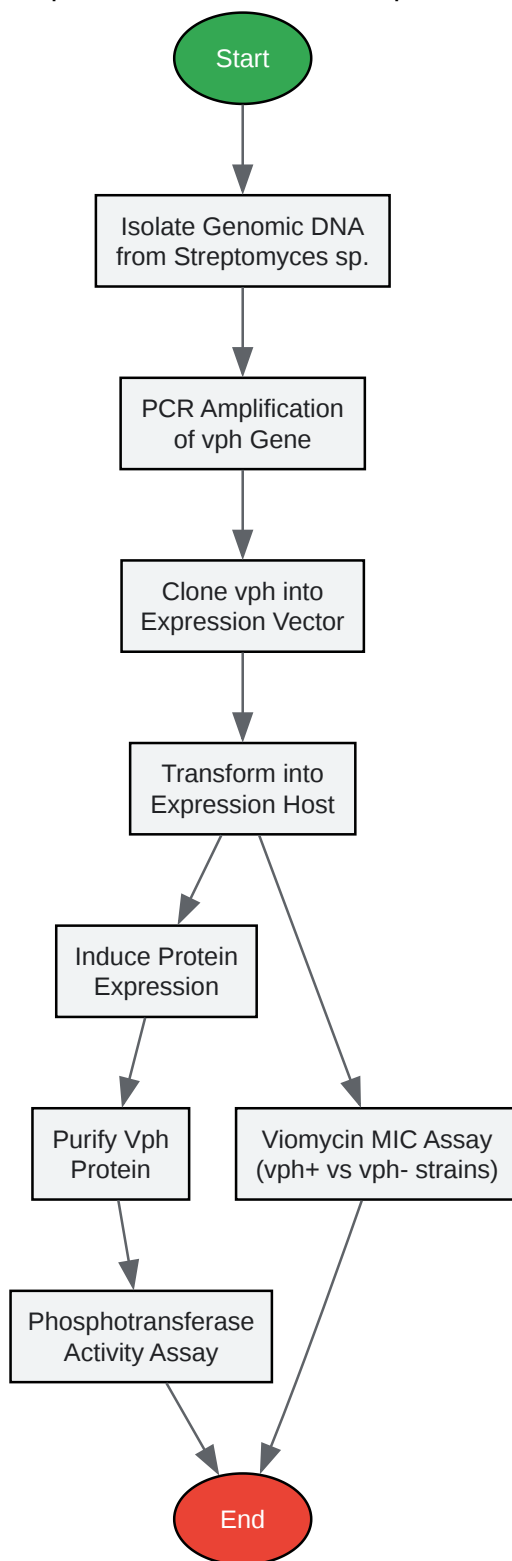 Start
Isolate Genomic DNA
from Streptomyces sp.
PCR Amplification
of vph Gene
Clone vph into
Expression Vector
Transform into
Expression Host
Induce Protein
Expression
Purify Vph
Protein
Viomycin MIC Assay
(vph+ vs vph- strains)
Phosphotransferase
Activity Assay
End